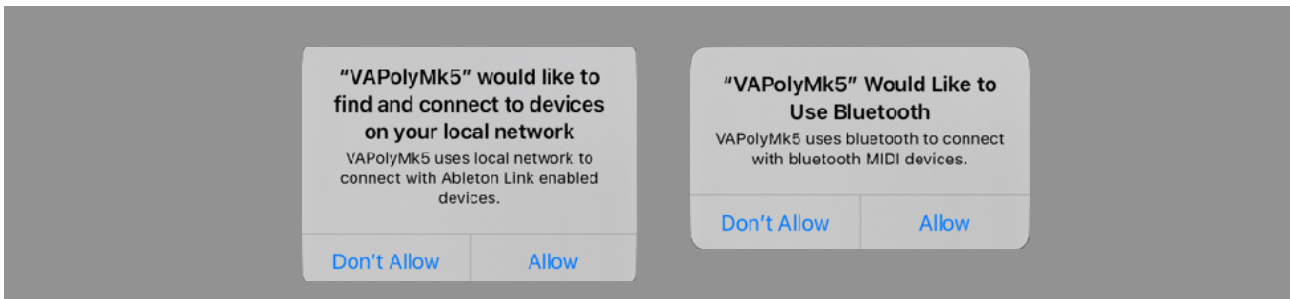 “VAPolyMk5” would like to
find and connect to devices
on your local network
VAPolyMk5 uses local network to
connect with Ableton Link enabled
devices.
Don’t Allow
Allow
“VAPolyMk5” Would Like to
Use Bluetooth
VAPolyMk5 uses bluetooth to connect
with bluetooth MIDI devices.
Don’t Allow
Allow